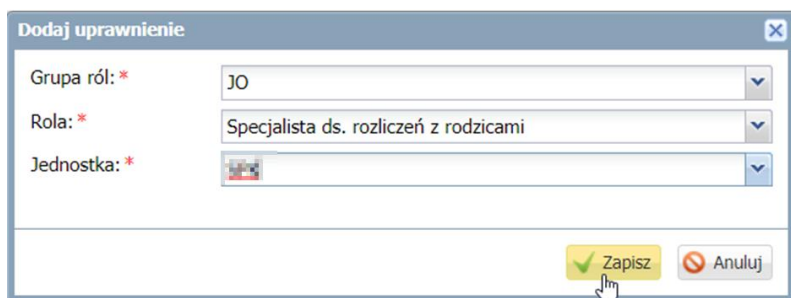 Dodaj uprawnienie
Grupa ról: * JO
Rola: * Specjalista ds. rozliczeń z rodzicami
Jednostka: *
Zapisz Anuluj